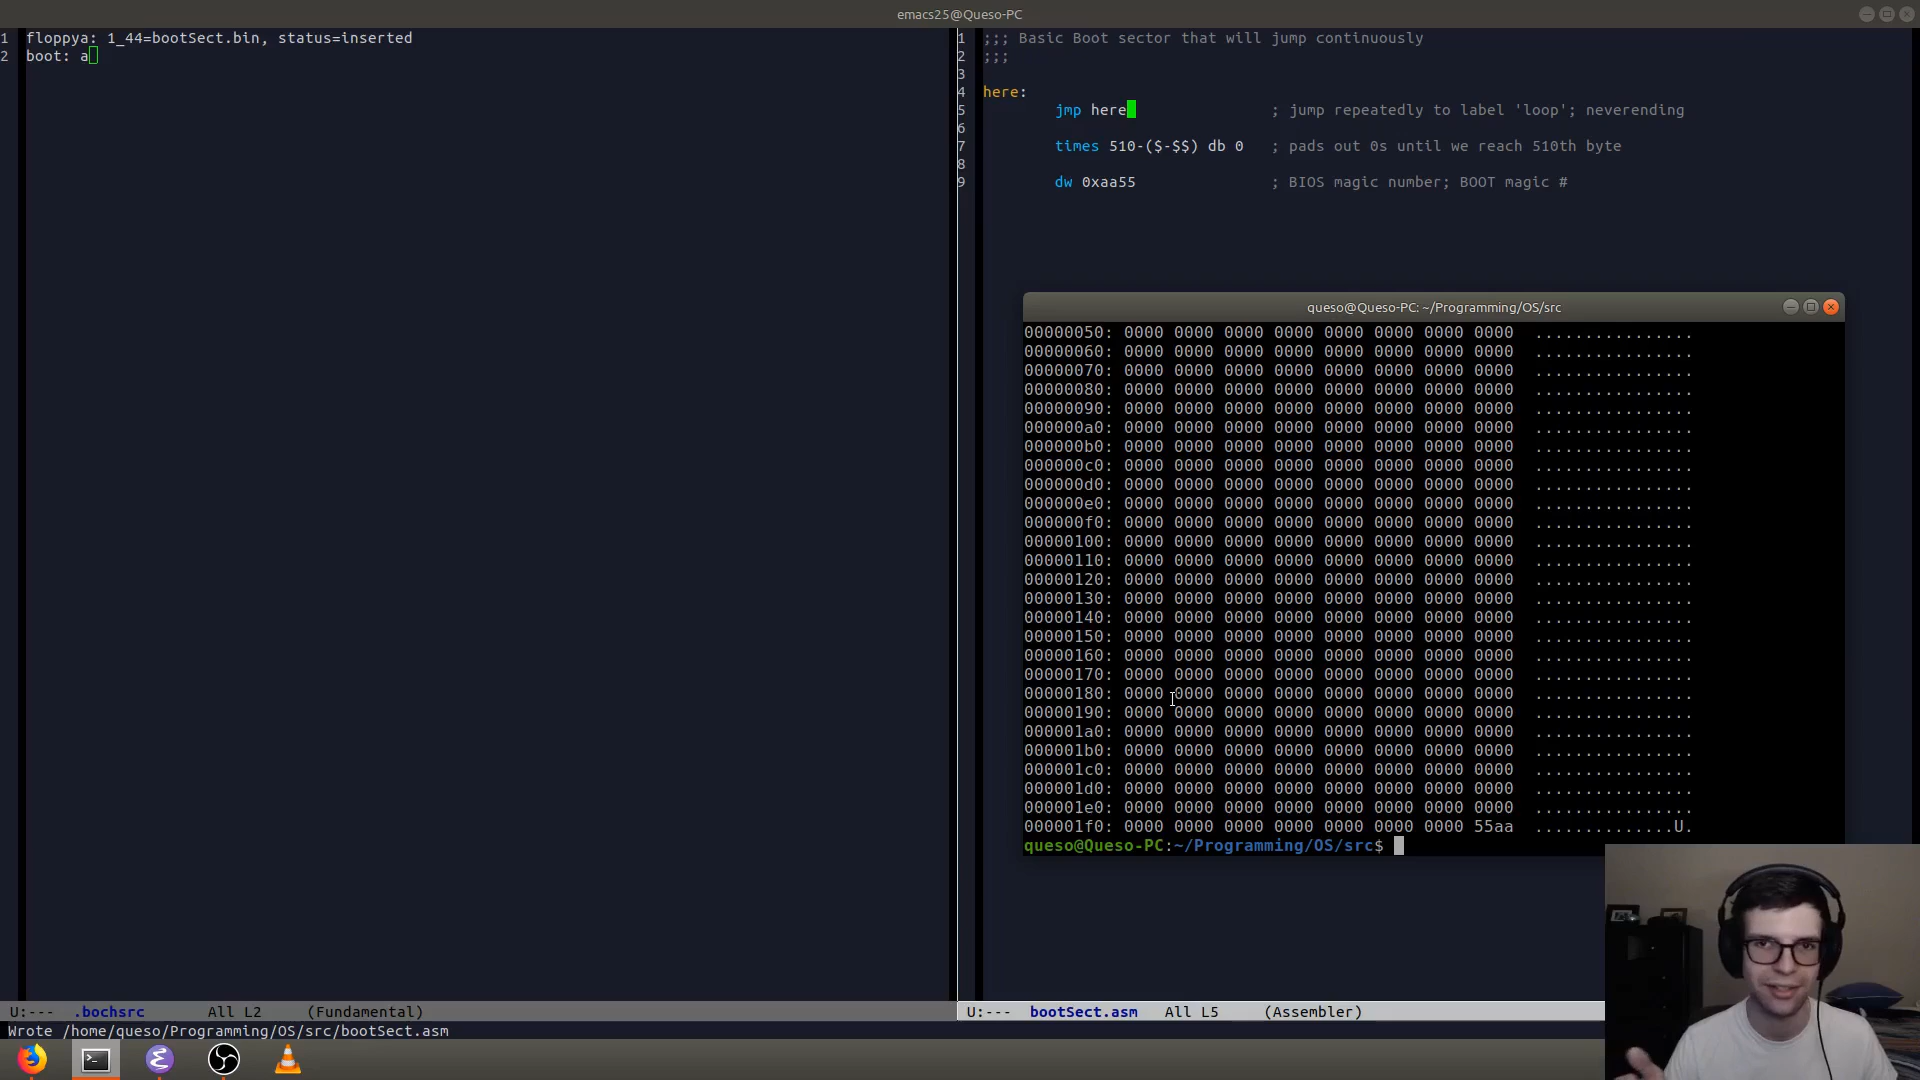 emacs25@Queso-PC
1 floppya: 1_44=bootSect.bin, status=inserted
2 boot: a
1 ;;; Basic Boot sector that will jump continuously
2 ;;;
3
4 here:
5 jmp here ; jump repeatedly to label 'loop'; neverending
6
7 times 510-($-$$) db 0 ; pads out 0s until we reach 510th byte
8
9 dw 0xaa55 ; BIOS magic number; BOOT magic #
queso@Queso-PC: ~/Programming/OS/src
00000050: 0000 0000 0000 0000 0000 0000 0000 0000 ................
00000060: 0000 0000 0000 0000 0000 0000 0000 0000 ................
00000070: 0000 0000 0000 0000 0000 0000 0000 0000 ................
00000080: 0000 0000 0000 0000 0000 0000 0000 0000 ................
00000090: 0000 0000 0000 0000 0000 0000 0000 0000 ................
000000a0: 0000 0000 0000 0000 0000 0000 0000 0000 ................
000000b0: 0000 0000 0000 0000 0000 0000 0000 0000 ................
000000c0: 0000 0000 0000 0000 0000 0000 0000 0000 ................
000000d0: 0000 0000 0000 0000 0000 0000 0000 0000 ................
000000e0: 0000 0000 0000 0000 0000 0000 0000 0000 ................
000000f0: 0000 0000 0000 0000 0000 0000 0000 0000 ................
00000100: 0000 0000 0000 0000 0000 0000 0000 0000 ................
00000110: 0000 0000 0000 0000 0000 0000 0000 0000 ................
00000120: 0000 0000 0000 0000 0000 0000 0000 0000 ................
00000130: 0000 0000 0000 0000 0000 0000 0000 0000 ................
00000140: 0000 0000 0000 0000 0000 0000 0000 0000 ................
00000150: 0000 0000 0000 0000 0000 0000 0000 0000 ................
00000160: 0000 0000 0000 0000 0000 0000 0000 0000 ................
00000170: 0000 0000 0000 0000 0000 0000 0000 0000 ................
00000180: 0000 0000 0000 0000 0000 0000 0000 0000 ................
00000190: 0000 0000 0000 0000 0000 0000 0000 0000 ................
000001a0: 0000 0000 0000 0000 0000 0000 0000 0000 ................
000001b0: 0000 0000 0000 0000 0000 0000 0000 0000 ................
000001c0: 0000 0000 0000 0000 0000 0000 0000 0000 ................
000001d0: 0000 0000 0000 0000 0000 0000 0000 0000 ................
000001e0: 0000 0000 0000 0000 0000 0000 0000 0000 ................
000001f0: 0000 0000 0000 0000 0000 0000 0000 55aa ..............U.
queso@Queso-PC:~/Programming/OS/src$
U:--- .bochsrc All L2 (Fundamental)
U:--- bootSect.asm All L5 (Assembler)
Wrote /home/queso/Programming/OS/src/bootSect.asm